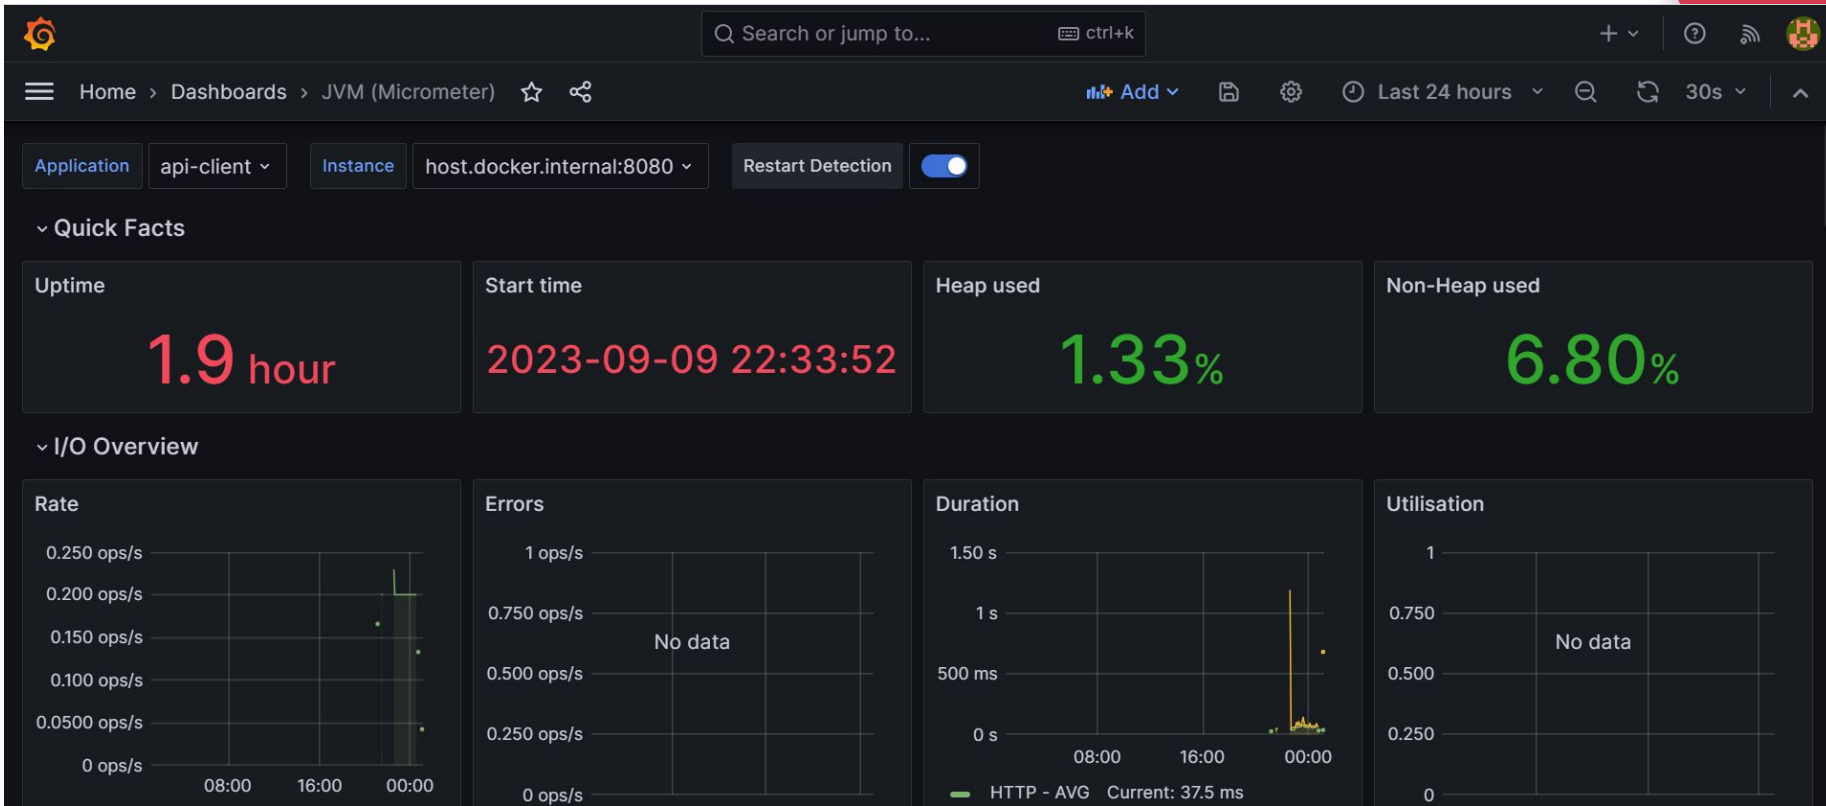 Search or jump to... ctrl+k
Home › Dashboards › JVM (Micrometer) Add Last 24 hours 30s
Application api-client Instance host.docker.internal:8080 Restart Detection
Quick Facts
Uptime Start time Heap used Non-Heap used
1.9 hour 2023-09-09 22:33:52 1.33% 6.80%
I/O Overview
Rate
0.250 ops/s
0.200 ops/s
0.150 ops/s
0.100 ops/s
0.0500 ops/s
0 ops/s
08:00 16:00 00:00
Errors
1 ops/s
0.750 ops/s
No data
0.500 ops/s
0.250 ops/s
0 ops/s
Duration
1.50 s
1 s
500 ms
0 s
08:00 16:00 00:00
HTTP - AVG Current: 37.5 ms
Utilisation
1
0.750
No data
0.500
0.250
0